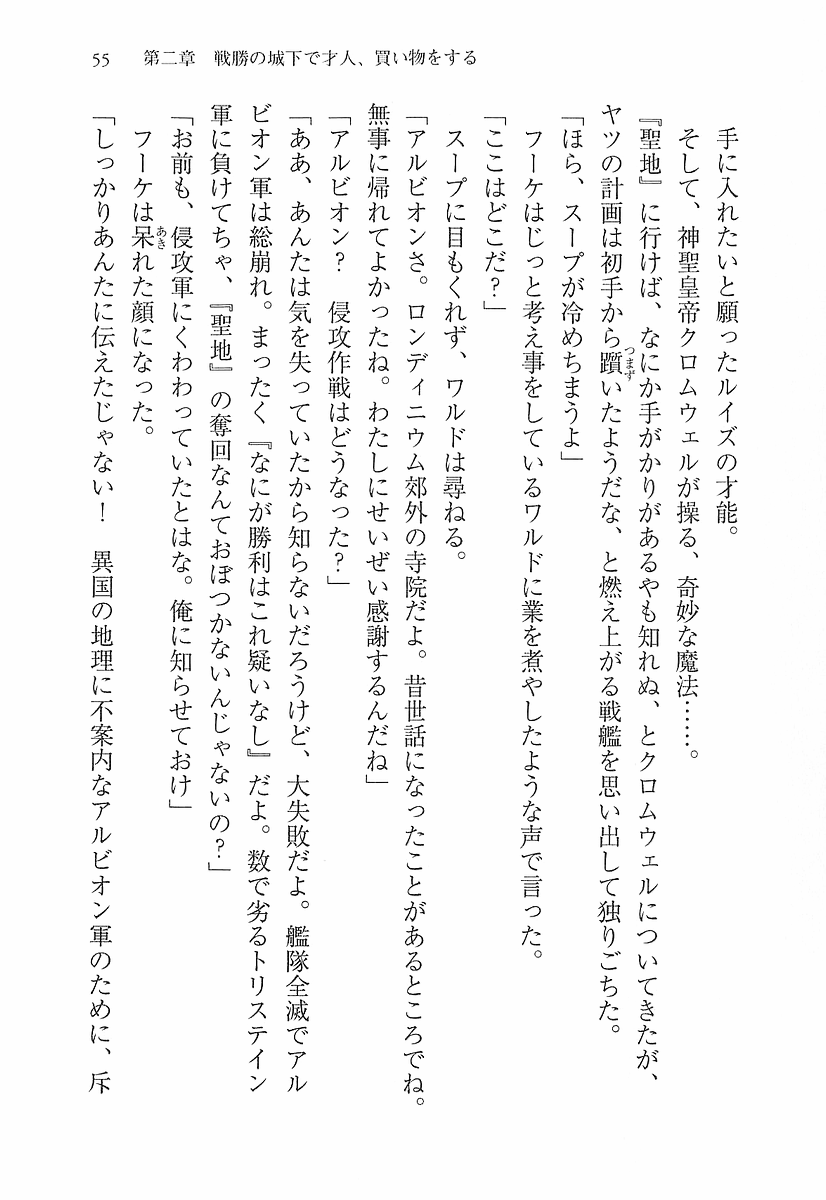 55　第二章　戦勝の城下で才人、買い物をする
手に入れたいと願ったルイズの才能。
そして、神聖皇帝クロムウェルが操る、奇妙な魔法……。
『聖地』に行けば、なにか手がかりがあるやも知れぬ、とクロムウェルについてきたが、
ヤツの計画は初手から躓いたようだな、と燃え上がる戦艦を思い出して独りごちた。
「ほら、スープが冷めちまうよ」
フーケはじっと考え事をしているワルドに業を煮やしたような声で言った。
「ここはどこだ？」
スープに目もくれず、ワルドは尋ねる。
「アルビオンさ。ロンディニウム郊外の寺院だよ。昔世話になったことがあるところでね。
無事に帰れてよかったね。わたしにせいぜい感謝するんだね」
「アルビオン？　侵攻作戦はどうなった？」
「ああ、あんたは気を失っていたから知らないだろうけど、大失敗だよ。艦隊全滅でアル
ビオン軍は総崩れ。まったく『なにが勝利はこれ疑いなし』だよ。数で劣るトリステイン
軍に負けてちゃ、『聖地』の奪回なんておぼつかないんじゃないの？」
「お前も、侵攻軍にくわわっていたとはな。俺に知らせておけ」
フーケは呆れた顔になった。
「しっかりあんたに伝えたじゃない！　異国の地理に不案内なアルビオン軍のために、斥